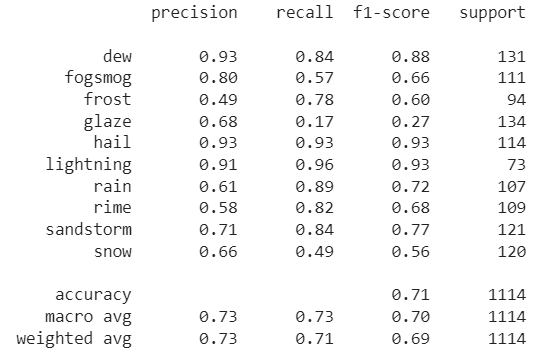 precision recall f1-score support
dew 0.93 0.84 0.88 131
fogsmog 0.80 0.57 0.66 111
frost 0.49 0.78 0.60 94
glaze 0.68 0.17 0.27 134
hail 0.93 0.93 0.93 114
lightning 0.91 0.96 0.93 73
rain 0.61 0.89 0.72 107
rime 0.58 0.82 0.68 109
sandstorm 0.71 0.84 0.77 121
snow 0.66 0.49 0.56 120
accuracy 0.71 1114
macro avg 0.73 0.73 0.70 1114
weighted avg 0.73 0.71 0.69 1114